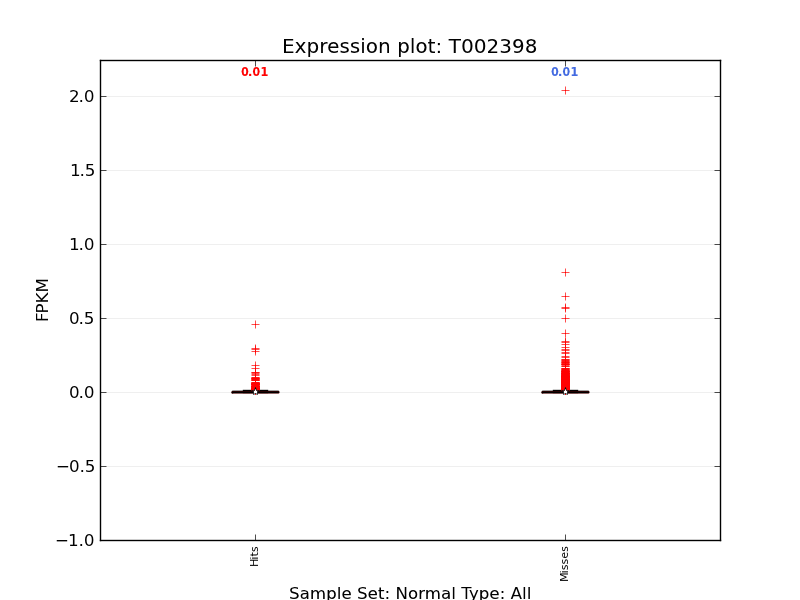 Expression plot: T002398
0.01
0.01
2.0
1.5
1.0
0.5
0.0
−0.5
−1.0
FPKM
Hits
Misses
Sample Set: Normal Type: All